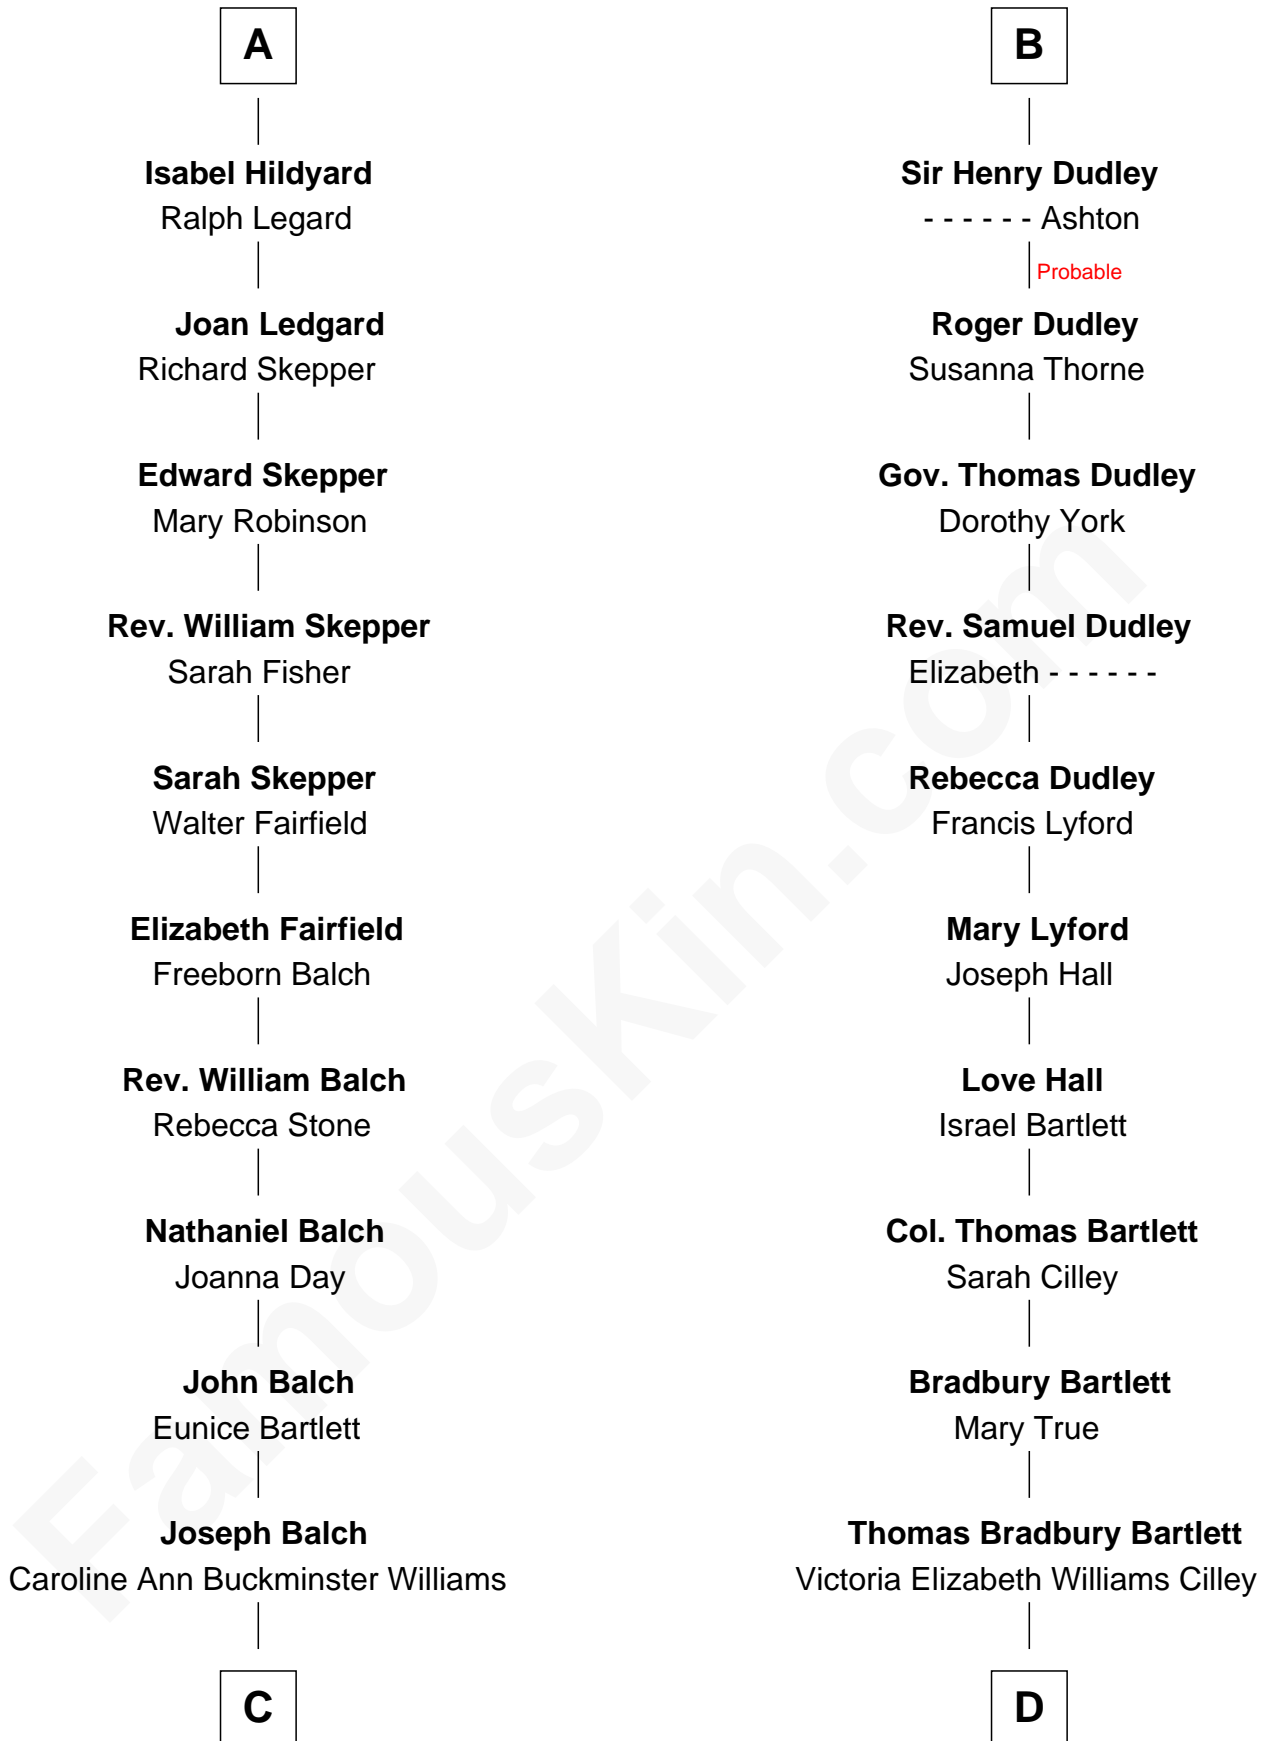 A
Isabel Hildyard
Ralph Legard
Joan Ledgard
Richard Skepper
Edward Skepper
Mary Robinson
Rev. William Skepper
Sarah Fisher
Sarah Skepper
Walter Fairfield
Elizabeth Fairfield
Freeborn Balch
Rev. William Balch
Rebecca Stone
Nathaniel Balch
Joanna Day
John Balch
Eunice Bartlett
Joseph Balch
Caroline Ann Buckminster Williams
C
B
Sir Henry Dudley
- - - - - - Ashton
Probable
Roger Dudley
Susanna Thorne
Gov. Thomas Dudley
Dorothy York
Rev. Samuel Dudley
Elizabeth - - - - - -
Rebecca Dudley
Francis Lyford
Mary Lyford
Joseph Hall
Love Hall
Israel Bartlett
Col. Thomas Bartlett
Sarah Cilley
Bradbury Bartlett
Mary True
Thomas Bradbury Bartlett
Victoria Elizabeth Williams Cilley
D
FamousKin.com